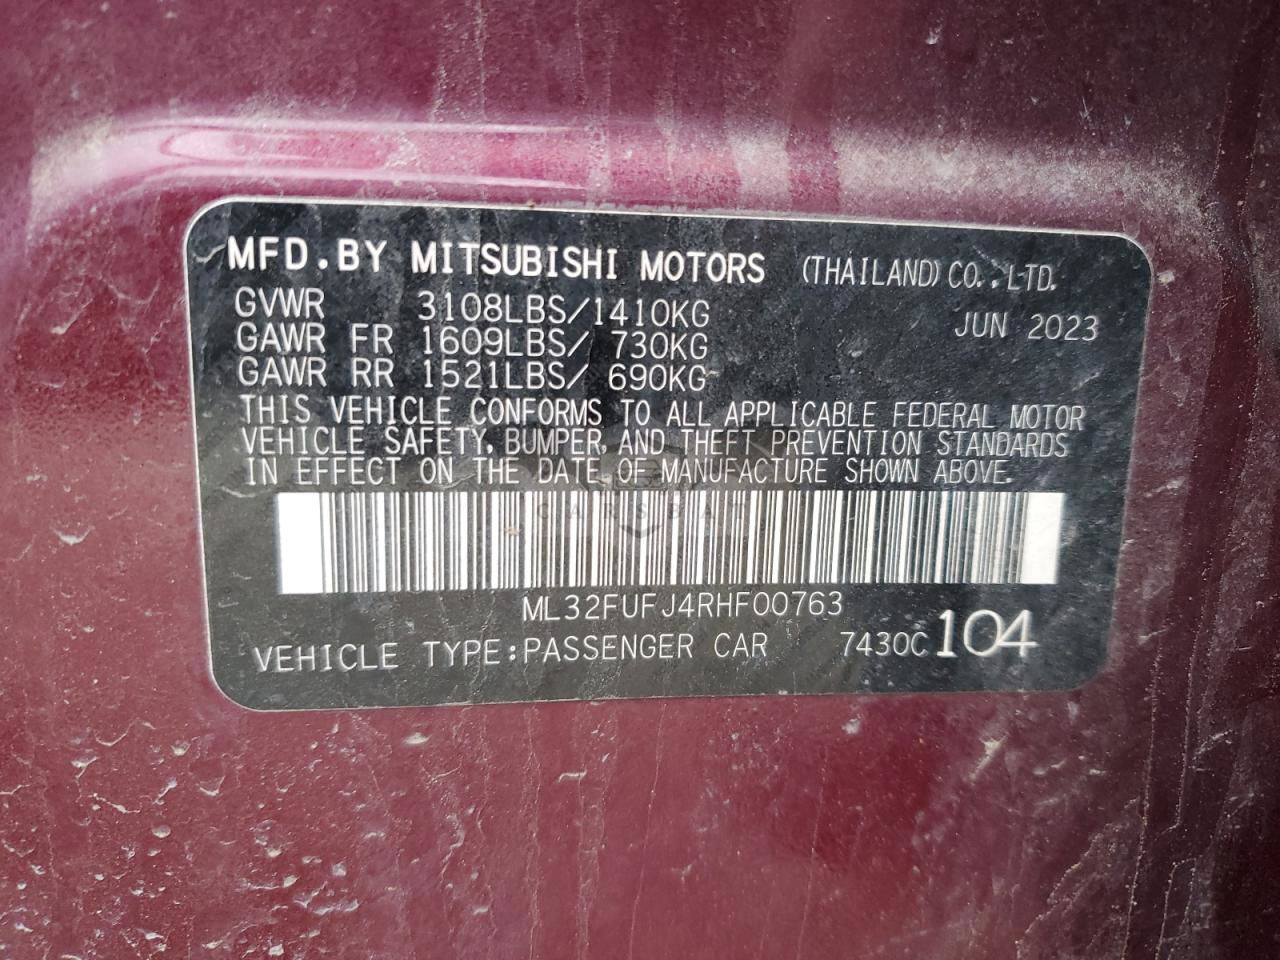 MFD.BY MITSUBISHI MOTORS (THAILAND) CO.,LTD.
GVWR 3108LBS/1410KG JUN 2023
GAWR FR 1609LBS/ 730KG
GAWR RR 1521LBS/ 690KG
THIS VEHICLE CONFORMS TO ALL APPLICABLE FEDERAL MOTOR
VEHICLE SAFETY, BUMPER, AND THEFT PREVENTION STANDARDS
IN EFFECT ON THE DATE OF MANUFACTURE SHOWN ABOVE.
ML32FUFJ4RHF00763
VEHICLE TYPE:PASSENGER CAR 7430C 104